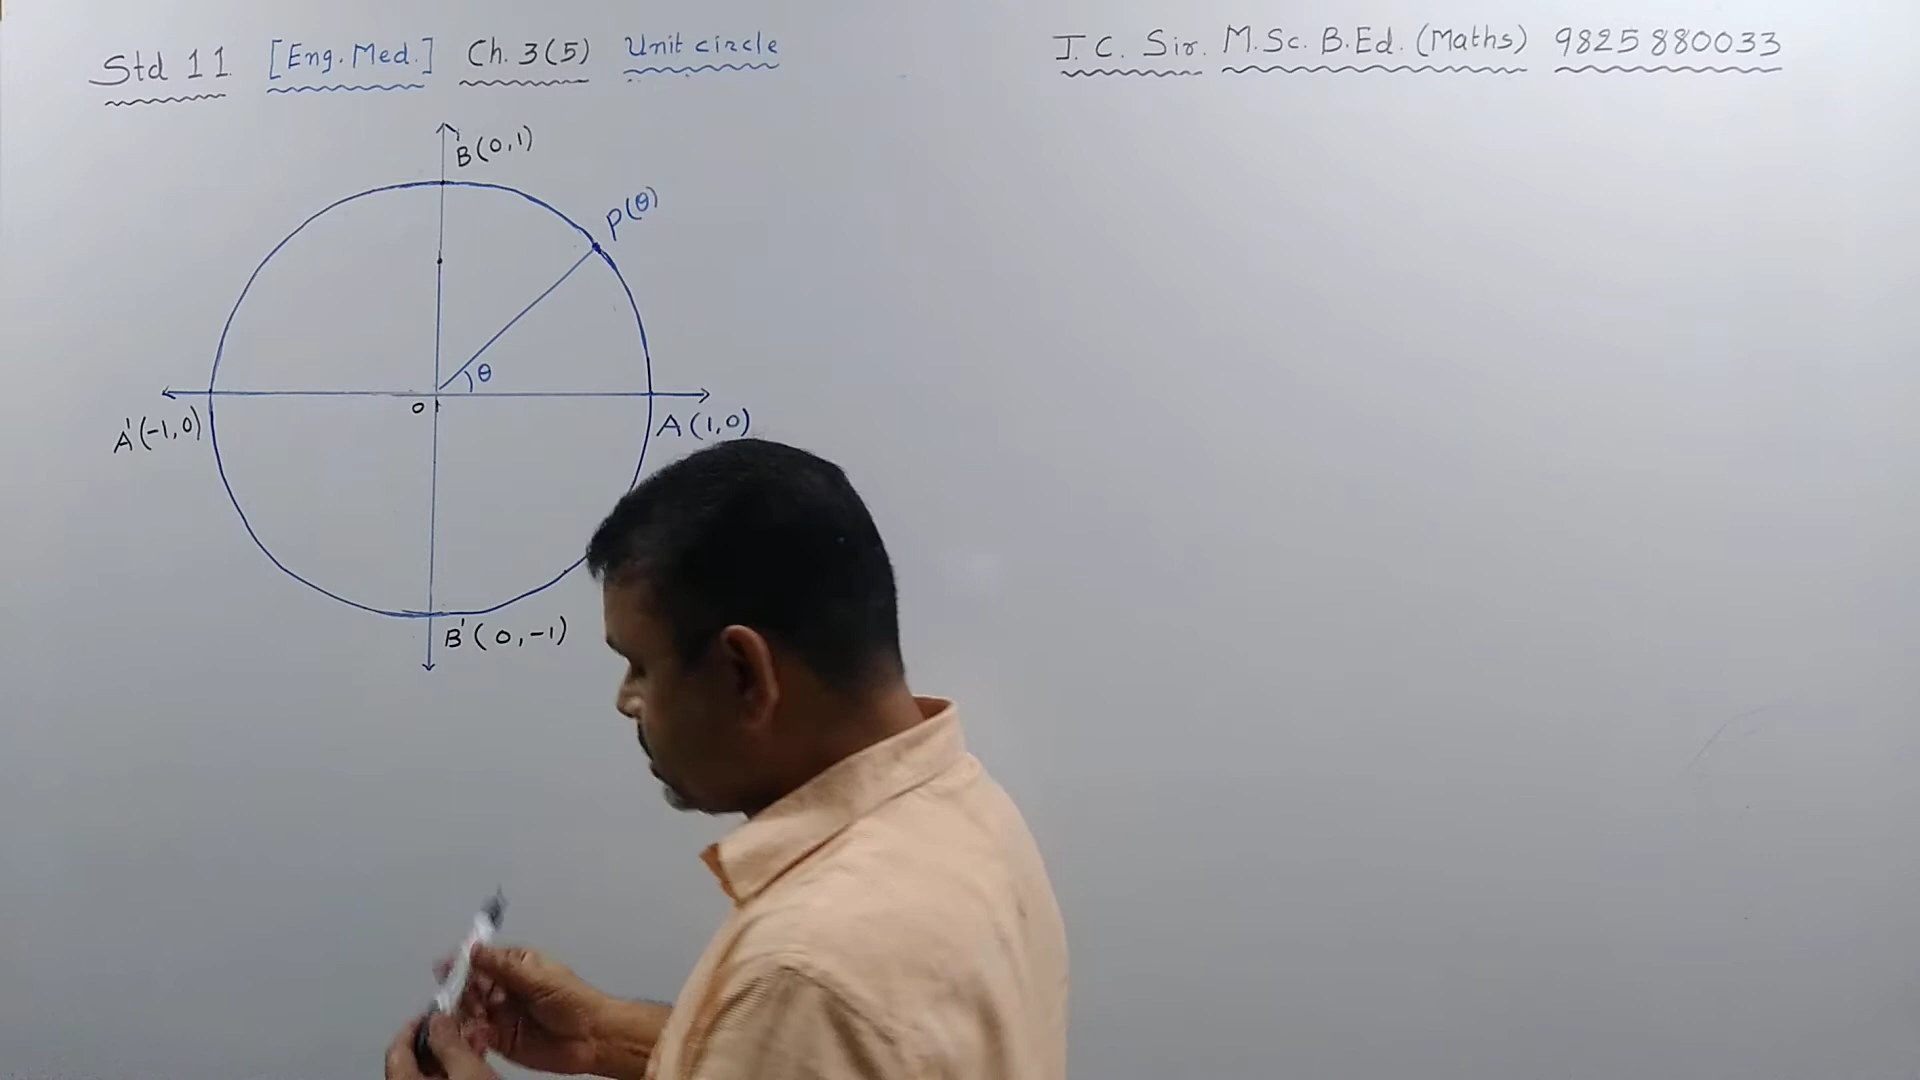 Std 11 [Eng. Med.] Ch. 3(5) Unit circle
J. C. Sir. M.Sc. B.Ed. (Maths) 9825880033
B(0,1)
P(θ)
θ
O
A'(-1,0)
A(1,0)
B'(0,-1)